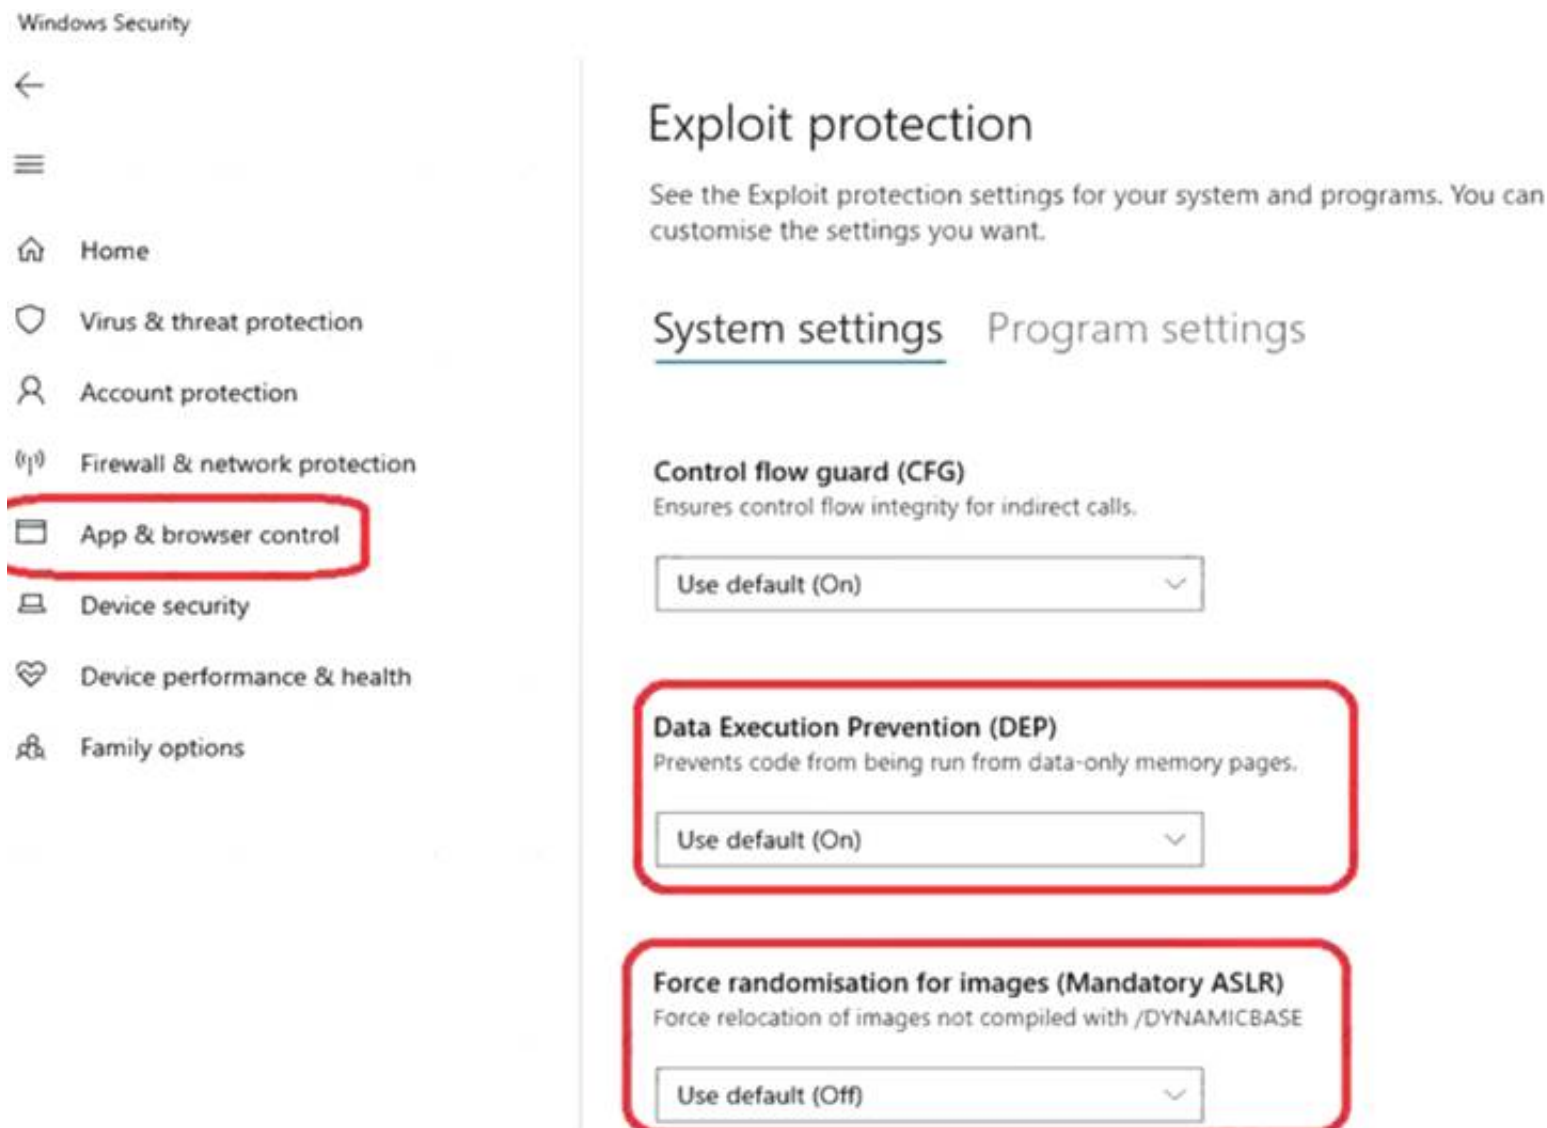 Windows Security
Home
Virus & threat protection
Account protection
Firewall & network protection
App & browser control
Device security
Device performance & health
Family options
Exploit protection
See the Exploit protection settings for your system and programs. You can
customise the settings you want.
System settings Program settings
Control flow guard (CFG)
Ensures control flow integrity for indirect calls.
Use default (On)
Data Execution Prevention (DEP)
Prevents code from being run from data-only memory pages.
Use default (On)
Force randomisation for images (Mandatory ASLR)
Force relocation of images not compiled with /DYNAMICBASE
Use default (Off)